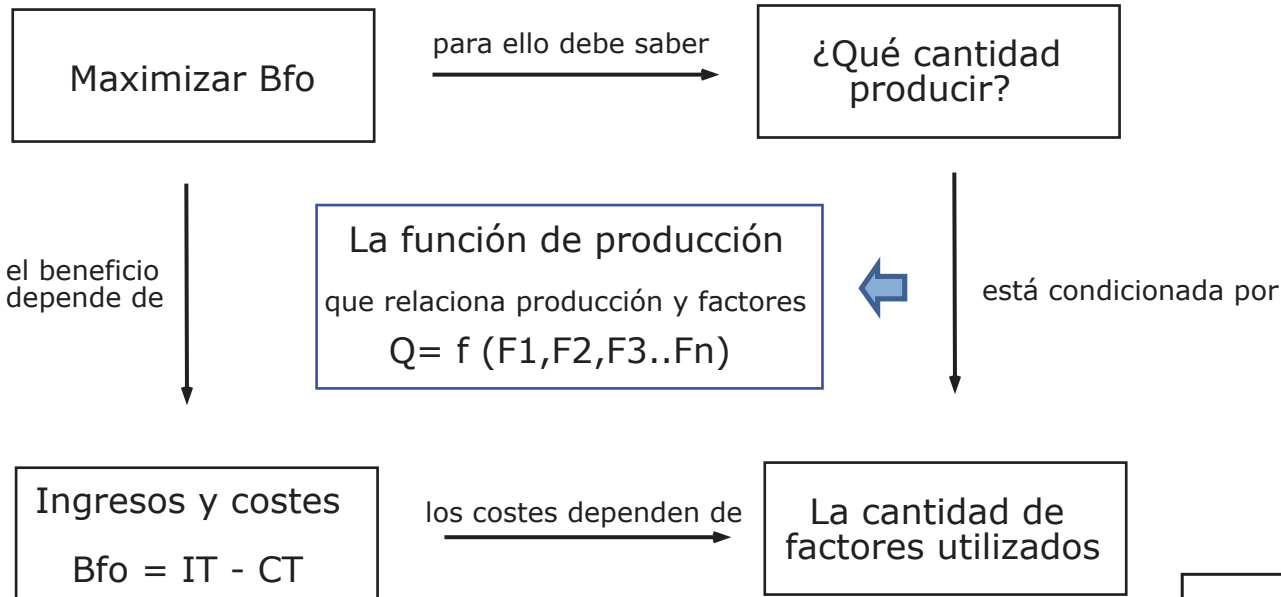 Maximizar Bfo
para ello debe saber
¿Qué cantidad
producir?
el beneficio
depende de
La función de producción
que relaciona producción y factores
Q= f (F1,F2,F3..Fn)
está condicionada por
Ingresos y costes
Bfo = IT - CT
los costes dependen de
La cantidad de
factores utilizados